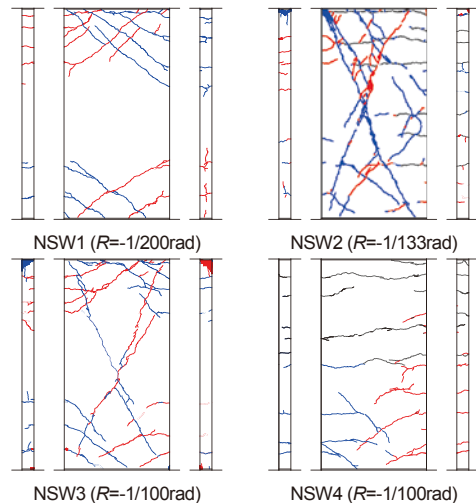 NSW1 (R=-1/200rad)
NSW2 (R=-1/133rad)
NSW3 (R=-1/100rad)
NSW4 (R=-1/100rad)